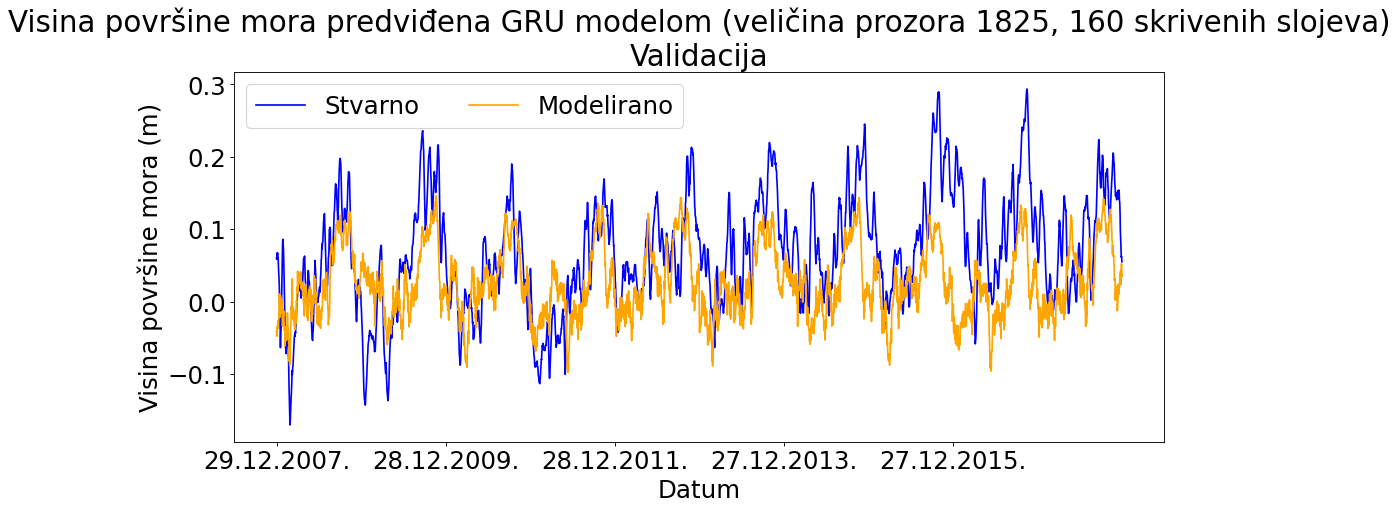 Visina površine mora predviđena GRU modelom (veličina prozora 1825, 160 skrivenih slojeva)
Validacija
Stvarno
Modelirano
Visina površine mora (m)
0.3
0.2
0.1
0.0
−0.1
29.12.2007.
28.12.2009.
28.12.2011.
27.12.2013.
27.12.2015.
Datum